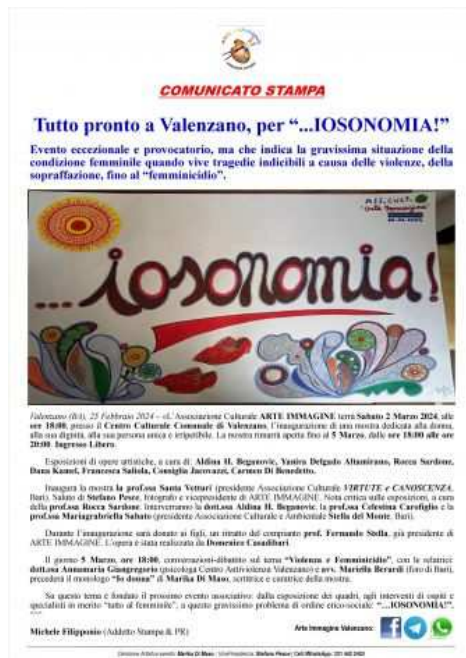 COMUNICATO STAMPA
Tutto pronto a Valenzano, per “...IOSONOMIA!”
Evento eccezionale e provocatorio, ma che indica la gravissima situazione della
condizione femminile quando vive tragedie indicibili a causa delle violenze, della
sopraffazione, fino al “femminicidio”.
ASS. CULT.
...iosonomia!
Valenzano (BA), 25 Febbraio 2024 – «L'Associazione Culturale ARTE IMMAGINE terrà Sabato 2 Marzo 2024, alle
ore 18:00, presso il Centro Culturale Comunale di Valenzano, l'inaugurazione di una mostra dedicata alla donna,
alla sua dignità, alla sua persona unica e irripetibile. La mostra rimarrà aperta fino al 5 Marzo, dalle ore 18:00 alle ore
20:00. Ingresso Libero.
Esposizioni di opere artistiche, a cura di: Aldina H. Beganovic, Yanira Delgado Altamirano, Rocca Sardone,
Dana Kamel, Francesca Saliola, Consiglia Jacovazzi, Carmen Di Benedetto.
Inaugura la mostra la prof.ssa Santa Vetturi (presidente Associazione Culturale VIRTUTE e CANOSCENZA,
Bari). Saluto di Stefano Pesce, fotografo e vicepresidente di ARTE IMMAGINE. Nota critica sulle esposizioni, a cura
della prof.ssa Rocca Sardone. Interverranno la dott.ssa Aldina H. Beganovic, la prof.ssa Celestina Carofiglio e la
prof.ssa Mariagabriella Sabato (presidente Associazione Culturale e Ambientale Stella del Monte, Bari).
Durante l'inaugurazione sarà donato ai figli, un ritratto del compianto prof. Fernando Stella, già presidente di
ARTE IMMAGINE. L'opera è stata realizzata da Domenico Casadibari.
Il giorno 5 Marzo, ore 18:00, conversazioni-dibattito sul tema “Violenza e Femminicidio”, con le relatrici
dott.ssa Annamaria Giungregorio (psicologa Centro Antiviolenza Valenzano) e avv. Mariella Berardi (foro di Bari),
precederà il monologo “Io donna” di Marika Di Maso, scrittrice e curatrice della mostra.
Su questo tema è fondato il prossimo evento associativo: dalla esposizione dei quadri, agli interventi di ospiti e
specialisti in merito “tutto al femminile”, a questo gravissimo problema di ordine etico-sociale: “…IOSONOMIA!”.
Michele Filipponio (Addetto Stampa & PR)
Arte Immagine Valenzano: